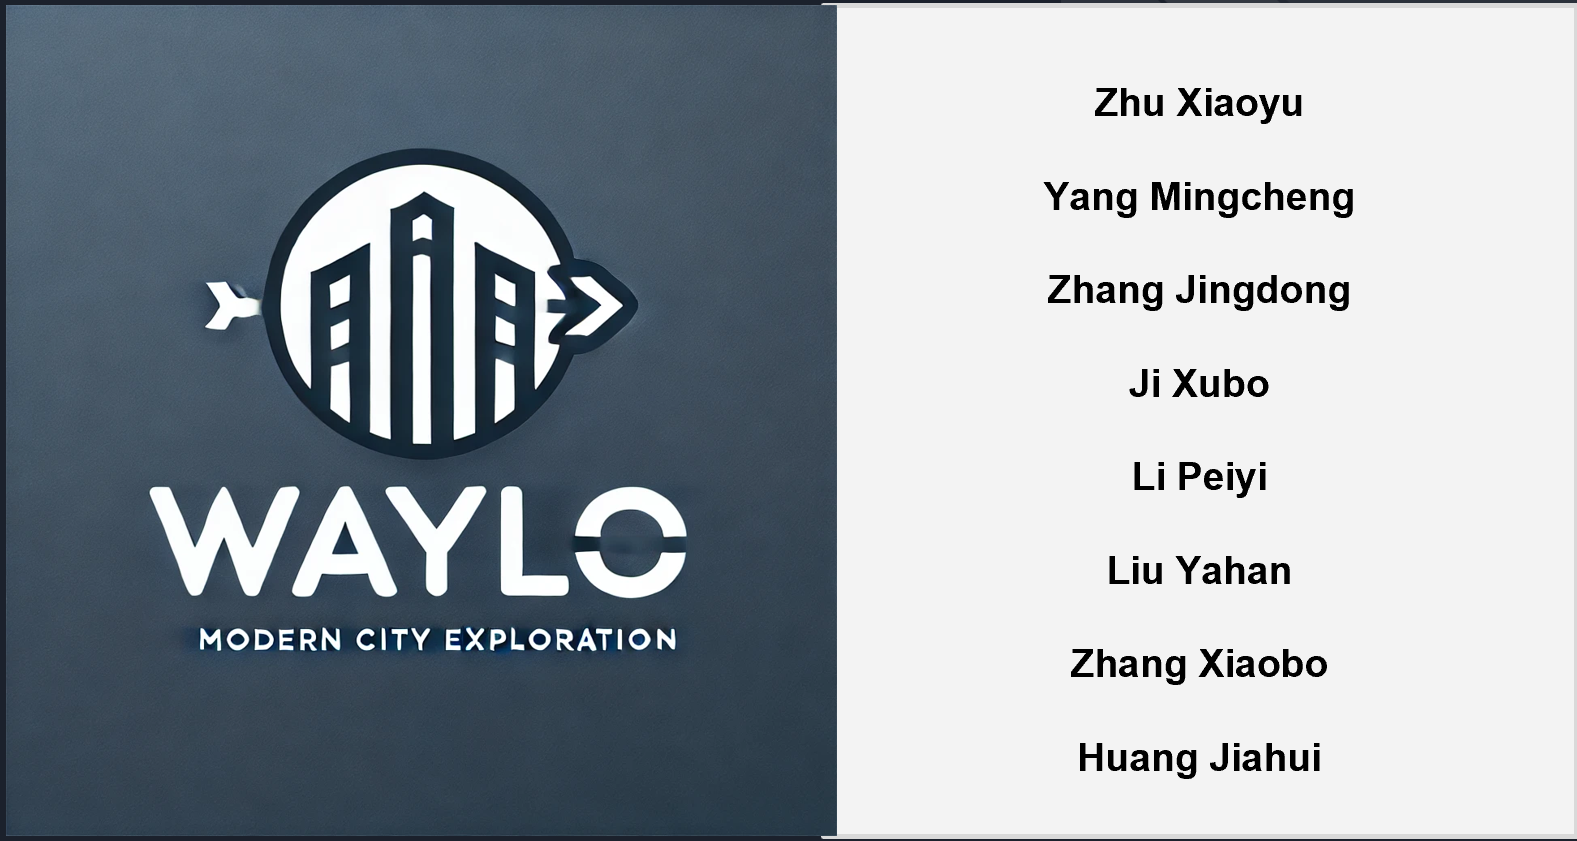 WAYLO
MODERN CITY EXPLORATION
Zhu Xiaoyu
Yang Mingcheng
Zhang Jingdong
Ji Xubo
Li Peiyi
Liu Yahan
Zhang Xiaobo
Huang Jiahui